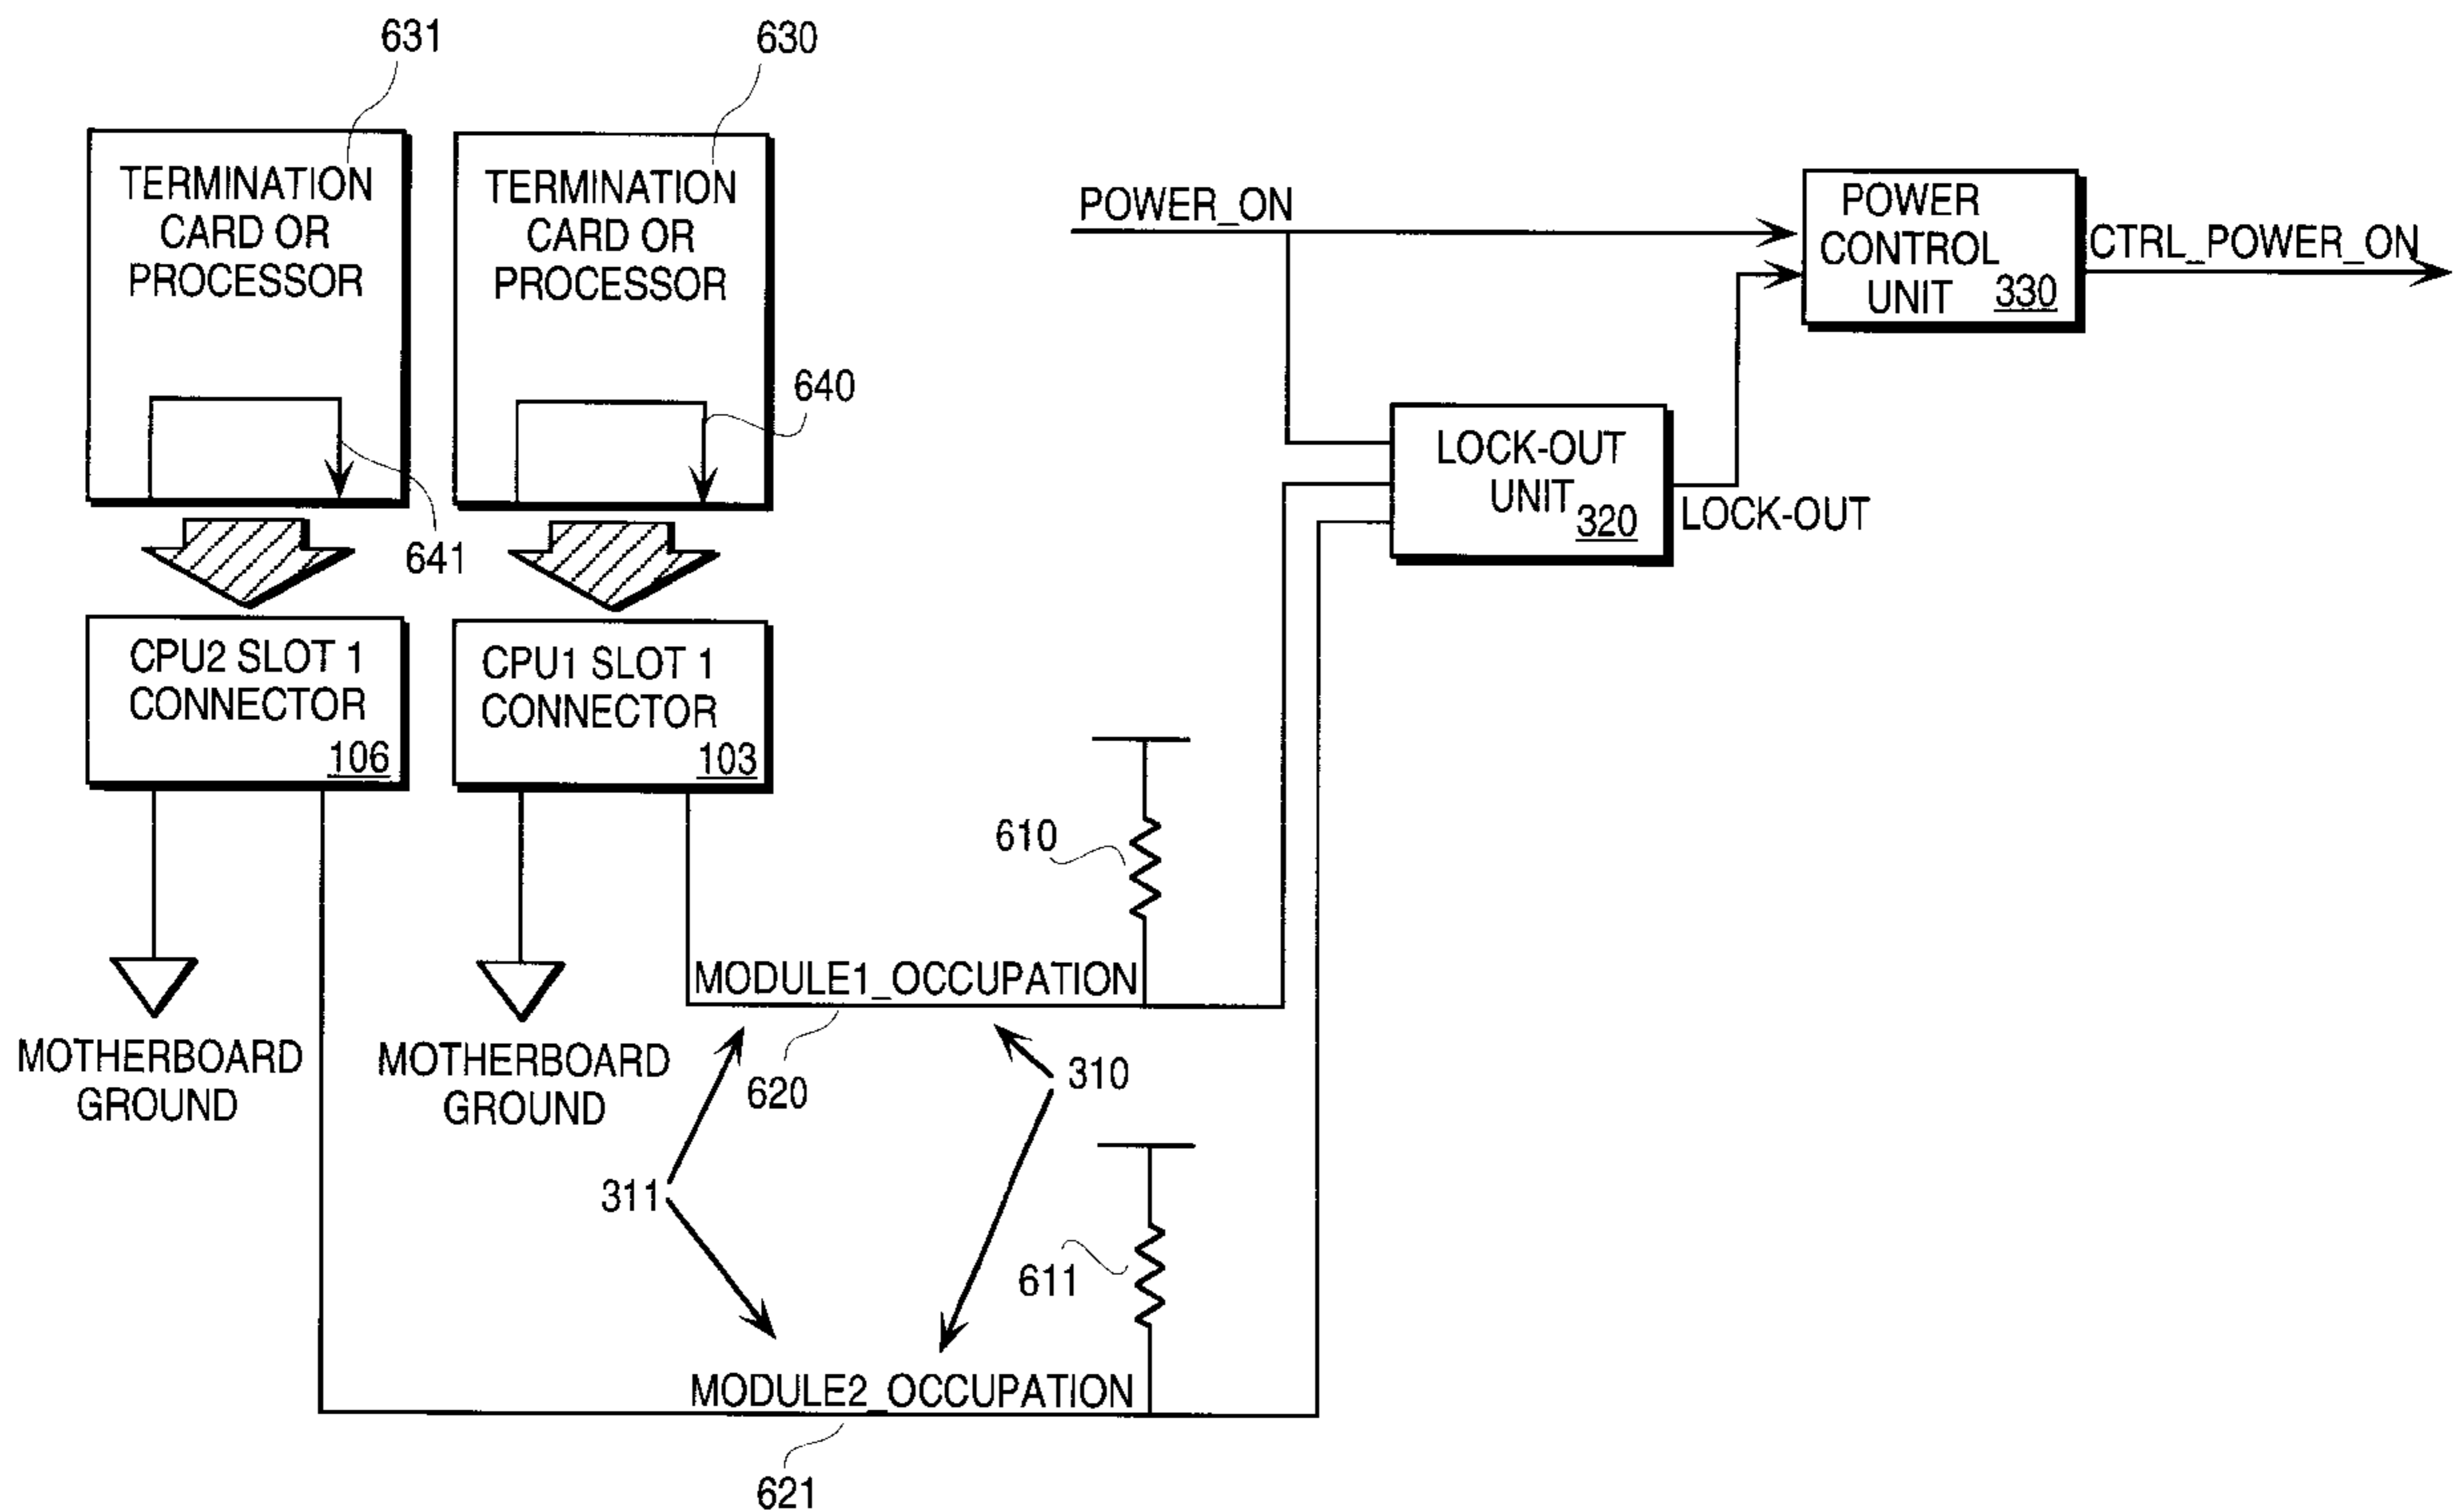 631
630
TERMINATION
CARD OR
PROCESSOR
TERMINATION
CARD OR
PROCESSOR
641
640
CPU2 SLOT 1
CONNECTOR
106
CPU1 SLOT 1
CONNECTOR
103
MOTHERBOARD
GROUND
MOTHERBOARD
GROUND
POWER_ON
POWER
CONTROL
UNIT 330
CTRL_POWER_ON
LOCK-OUT
UNIT 320
LOCK-OUT
610
MODULE1_OCCUPATION
620
310
311
611
MODULE2_OCCUPATION
621